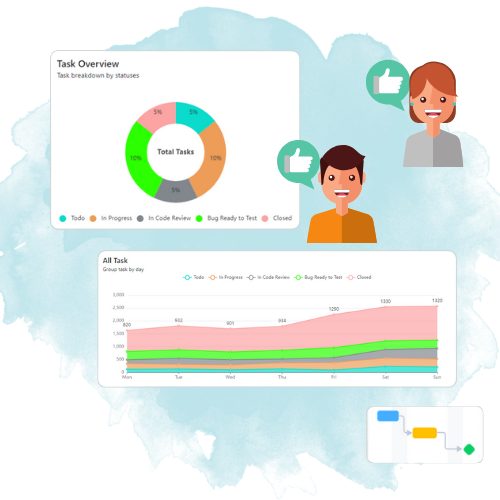 Task Overview
Task breakdown by statuses
5% 5%
10% Total Tasks 10%
5%
Todo In Progress In Code Review Bug Ready to Test Closed
All Task
Group task by day
Todo In Progress In Code Review Bug Ready to Test Closed
3,000
2,500
2,000
1,500
1,000
500
0
820 932 901 934 1290 1330 1320
Mon Tue Wed Thu Fri Sat Sun